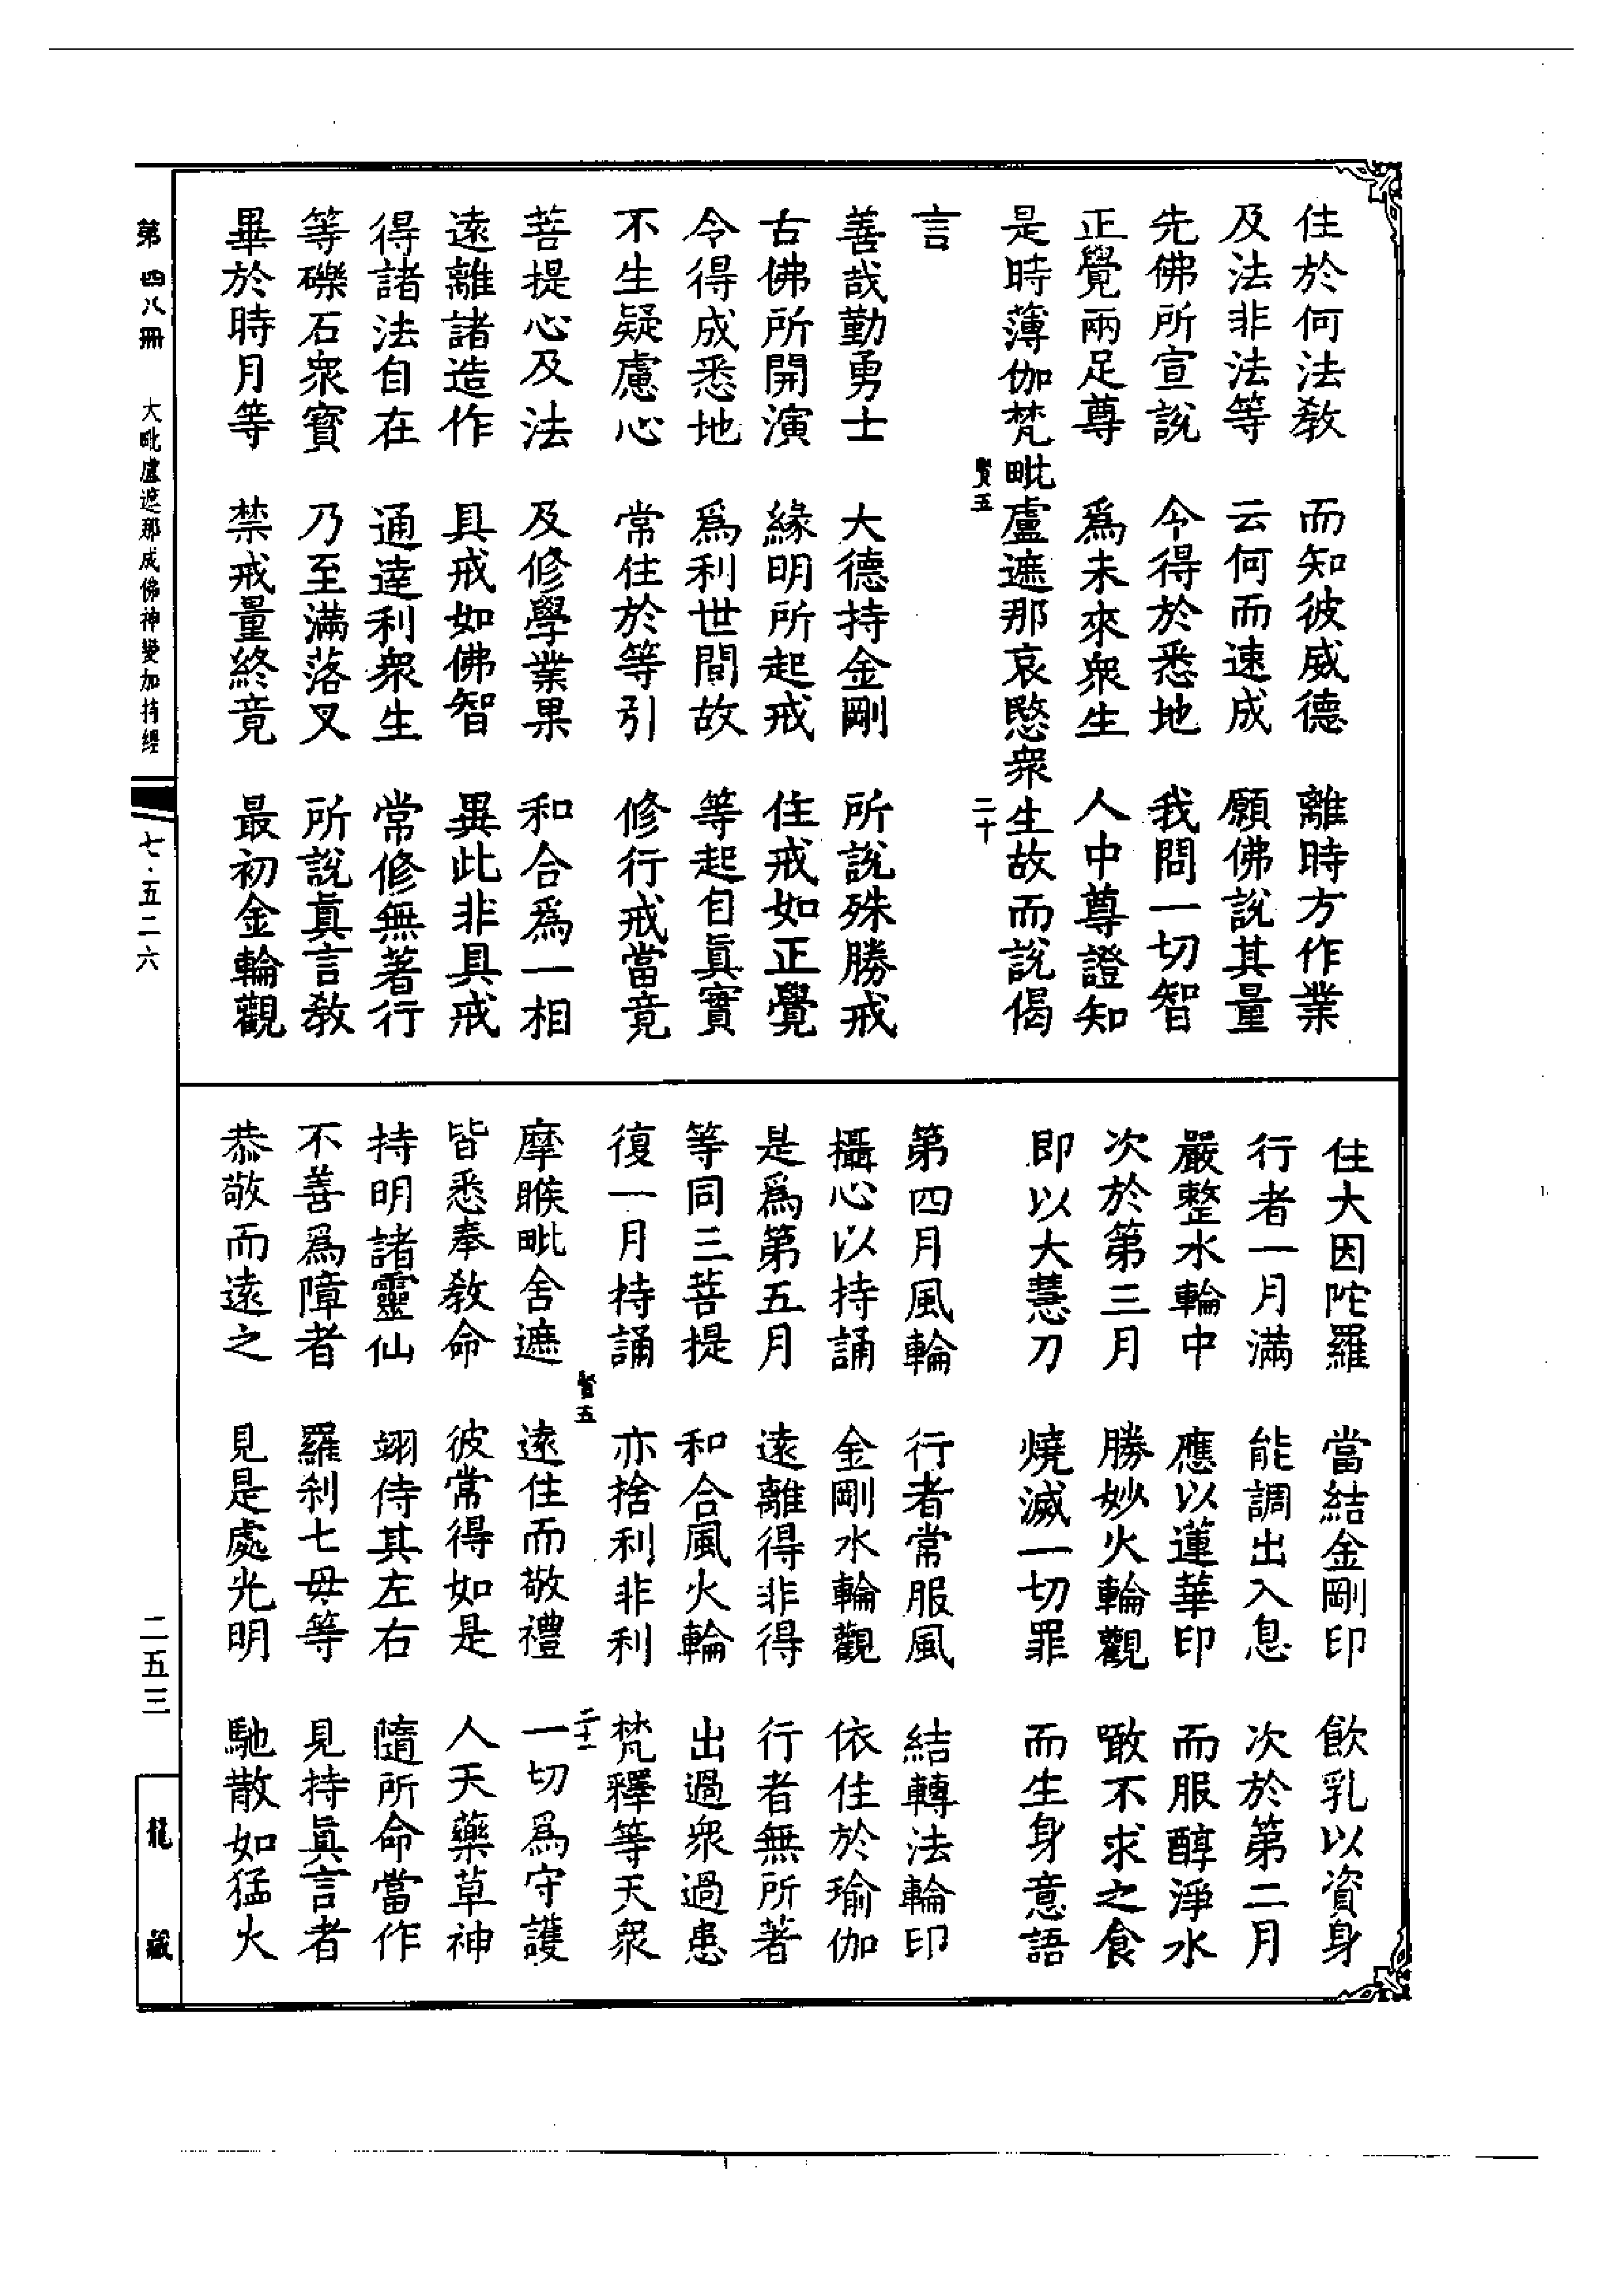 住於何法教　而知彼威德　離時方作業
及法非法等　云何而速成　願佛說其量
先佛所宣說　令得於悉地　我問一切智
正覺兩足尊　爲未來衆生　人中尊證知
是時薄伽梵毗盧遮那哀愍衆生故而說偈
賢五　二十
言
善哉勤勇士　大德持金剛　所說殊勝戒
古佛所開演　緣明所起戒　住戒如正覺
令得成悉地　爲利世間故　等起自眞實
不生疑慮心　常住於等引　修行戒當竟
菩提心及法　及修學業果　和合爲一相
遠離諸造作　具戒如佛智　異此非具戒
得諸法自在　通達利衆生　常修無著行
等礫石衆寳　乃至滿落叉　所說眞言教
畢於時月等　禁戒量終竟　最初金輪觀
住大因陀羅　當結金剛印　飲乳以資身
行者一月滿　能調出入息　次於第二月
嚴整水輪中　應以蓮華印　而服醇淨水
次於第三月　勝妙火輪觀　噉不求之食
即以大慧刀　燒滅一切罪　而生身意語
第四月風輪　行者常服風　結轉法輪印
攝心以持誦　金剛水輪觀　依住於瑜伽
是爲第五月　遠離得非得　行者無所著
等同三菩提　和合風火輪　出過衆過患
復一月持誦　亦捨利非利　梵釋等天衆
賢五　二十一
摩睺毗舍遮　遠住而敬禮　一切爲守護
皆悉奉教命　彼常得如是　人天藥草神
持明諸靈仙　翊侍其左右　隨所命當作
不善爲障者　羅刹七毋等　見持眞言者
恭敬而遠之　見是處光明　馳散如猛火
第四八冊　大毗盧遮那成佛神變加持經　七·五二六
二五三　龍藏